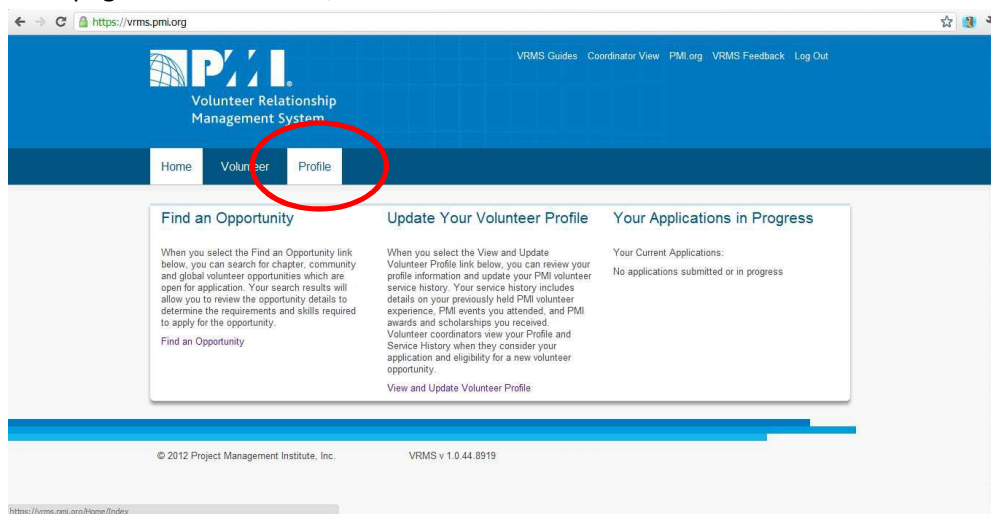 https://vrms.pmi.org
VRMS Guides Coordinator View PMI.org VRMS Feedback Log Out
PMI
Volunteer Relationship
Management System
Home Volunteer Profile
Find an Opportunity
When you select the Find an Opportunity link
below, you can search for chapter, community
and global volunteer opportunities which are
open for application. Your search results will
allow you to review the opportunity details to
determine the requirements and skills required
to apply for the opportunity.
Find an Opportunity
Update Your Volunteer Profile
When you select the View and Update
Volunteer Profile link below, you can review your
profile information and update your PMI volunteer
service history. Your service history includes
details on your previously held PMI volunteer
experience, PMI events you attended, and PMI
awards and scholarships you received.
Volunteer coordinators view your Profile and
Service History when they consider your
application and eligibility for a new volunteer
opportunity.
View and Update Volunteer Profile
Your Applications in Progress
Your Current Applications:
No applications submitted or in progress
© 2012 Project Management Institute, Inc. VRMS v 1.0.44.8919
https://vrms.pmi.org/Home/Index